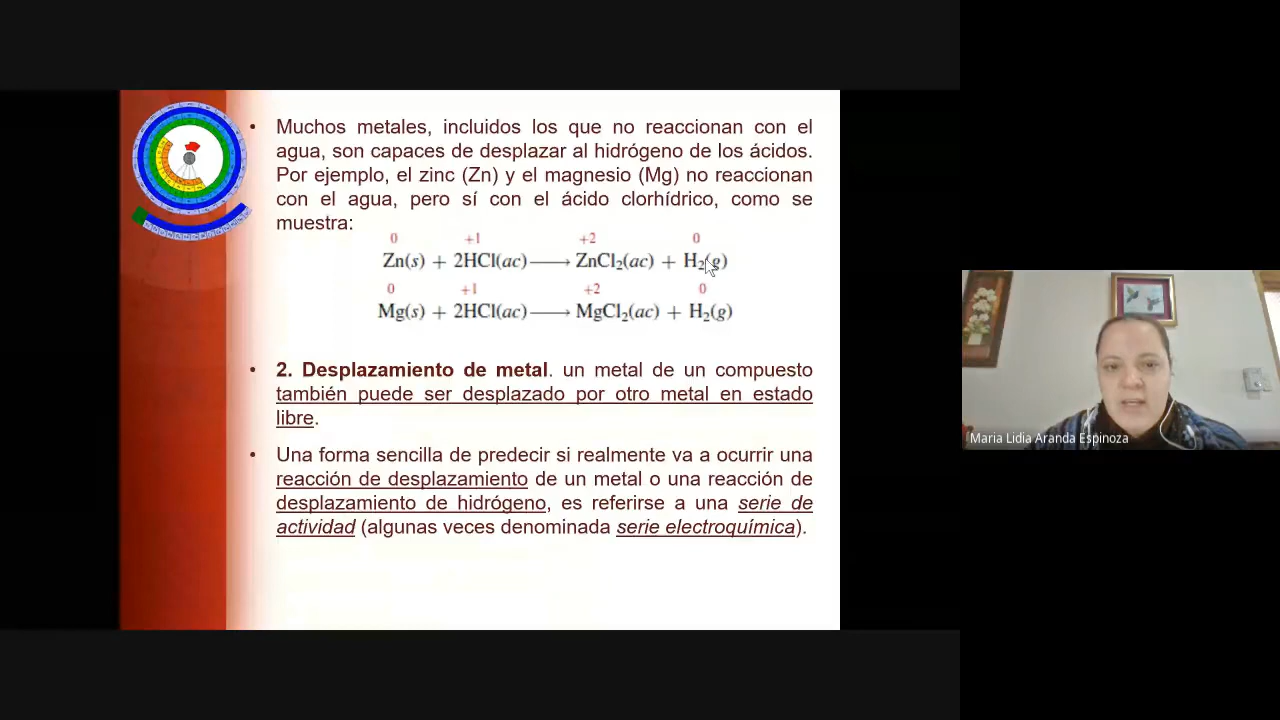 • Muchos metales, incluidos los que no reaccionan con el
agua, son capaces de desplazar al hidrógeno de los ácidos.
Por ejemplo, el zinc (Zn) y el magnesio (Mg) no reaccionan
con el agua, pero sí con el ácido clorhídrico, como se
muestra:
0 +1 +2 0
Zn(s) + 2HCl(ac) ⟶ ZnCl₂(ac) + H₂(g)
0 +1 +2 0
Mg(s) + 2HCl(ac) ⟶ MgCl₂(ac) + H₂(g)
• 2. Desplazamiento de metal. un metal de un compuesto
también puede ser desplazado por otro metal en estado
libre.
• Una forma sencilla de predecir si realmente va a ocurrir una
reacción de desplazamiento de un metal o una reacción de
desplazamiento de hidrógeno, es referirse a una serie de
actividad (algunas veces denominada serie electroquímica).
Maria Lidia Aranda Espinoza